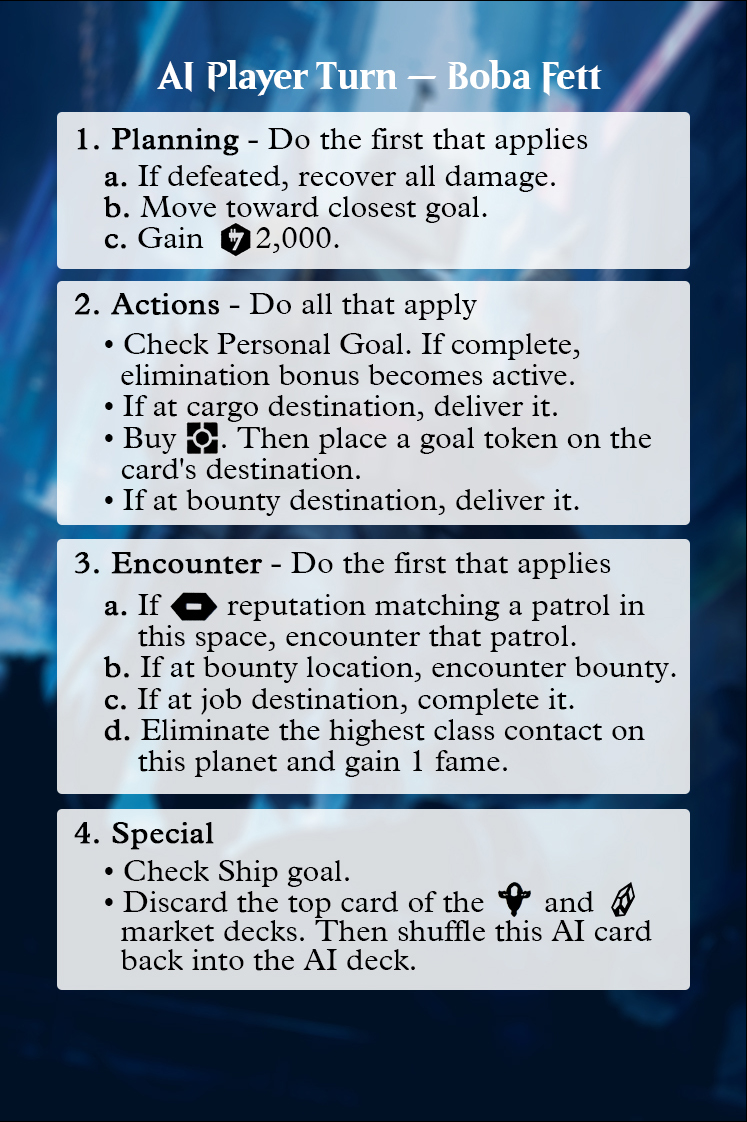 AI Player Turn — Boba Fett
1. Planning - Do the first that applies
a. If defeated, recover all damage.
b. Move toward closest goal.
c. Gain 2,000.
2. Actions - Do all that apply
• Check Personal Goal. If complete,
elimination bonus becomes active.
• If at cargo destination, deliver it.
• Buy . Then place a goal token on the
card's destination.
• If at bounty destination, deliver it.
3. Encounter - Do the first that applies
a. If reputation matching a patrol in
this space, encounter that patrol.
b. If at bounty location, encounter bounty.
c. If at job destination, complete it.
d. Eliminate the highest class contact on
this planet and gain 1 fame.
4. Special
• Check Ship goal.
• Discard the top card of the and
market decks. Then shuffle this AI card
back into the AI deck.